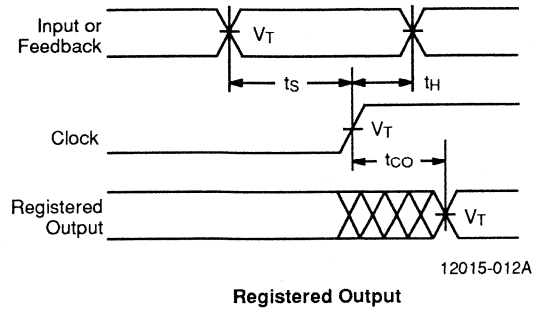 Input or
Feedback
VT
tS
tH
Clock
VT
tCO
Registered
Output
VT
12015-012A
Registered Output